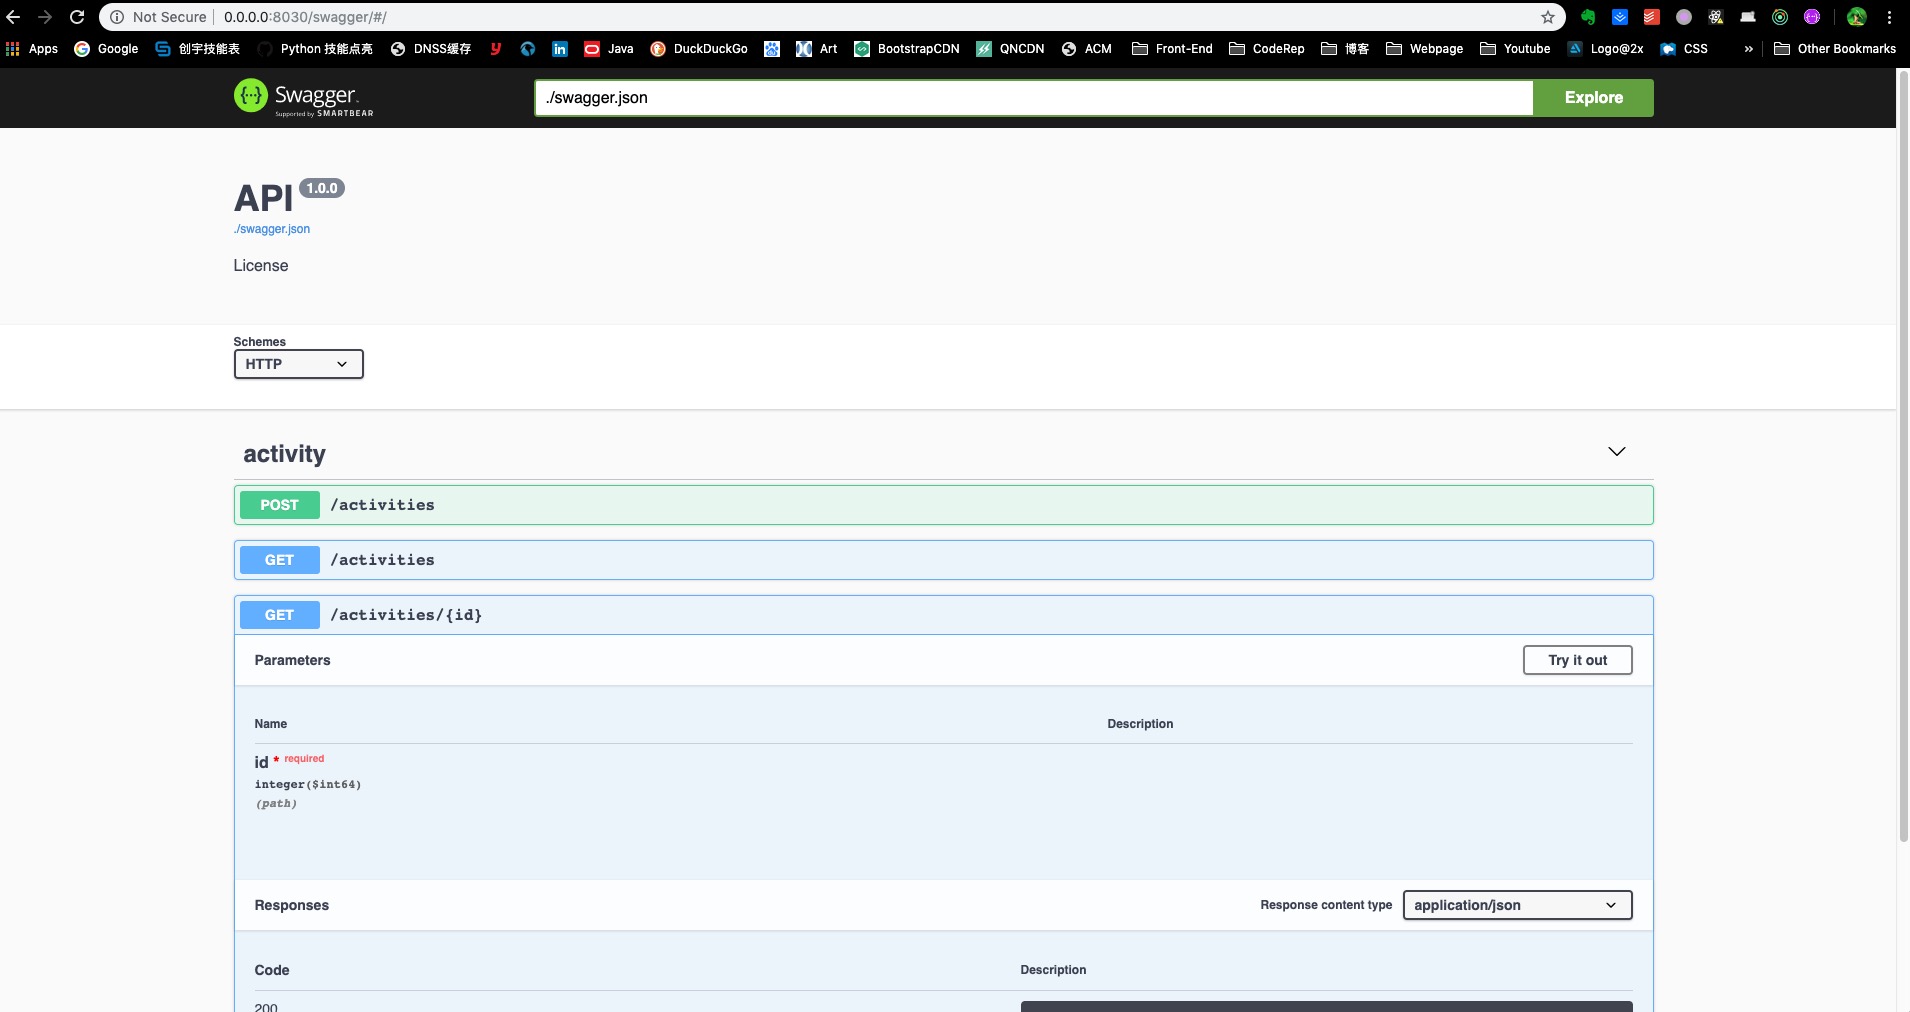 Not Secure 0.0.0.0:8030/swagger/#/
Apps Google 创宇技能表 Python 技能点亮 DNSS缓存 Java DuckDuckGo Art BootstrapCDN QNCDN ACM Front-End CodeRep 博客 Webpage Youtube Logo@2x CSS » Other Bookmarks
Swagger. ./swagger.json Explore
Supported by SMARTBEAR
API 1.0.0
./swagger.json
License
Schemes
HTTP
activity
POST /activities
GET /activities
GET /activities/{id}
Parameters Try it out
Name Description
id * required
integer($int64)
(path)
Responses Response content type application/json
Code Description
200